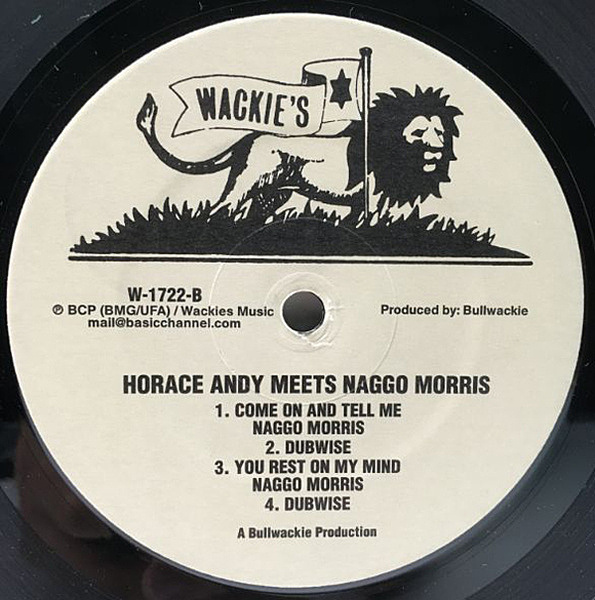 WACKIE'S
W-1722-B
℗ BCP (BMG/UFA) / Wackies Music
mail@basicchannel.com
Produced by: Bullwackie
HORACE ANDY MEETS NAGGO MORRIS
1. COME ON AND TELL ME
NAGGO MORRIS
2. DUBWISE
3. YOU REST ON MY MIND
NAGGO MORRIS
4. DUBWISE
A Bullwackie Production